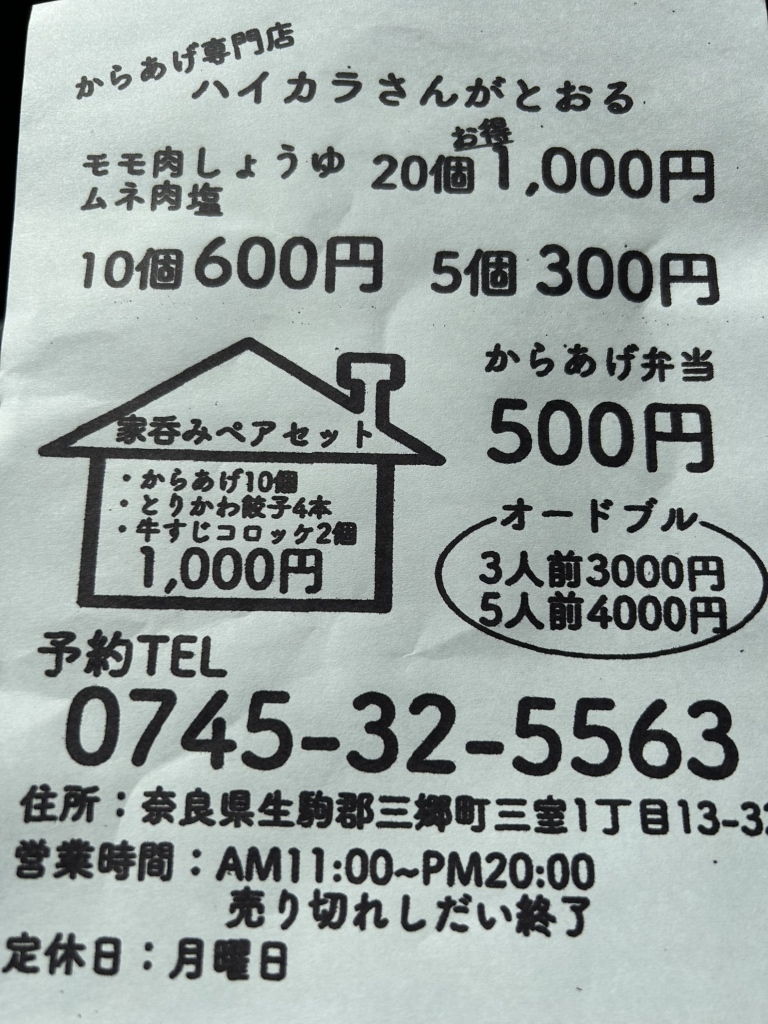 からあげ専門店
ハイカラさんがとおる
お得
モモ肉しょうゆ 20個 1,000円
ムネ肉塩
10個 600円 5個 300円
からあげ弁当
500円
家呑みペアセット
・からあげ10個
・とりかわ餃子4本
・牛すじコロッケ2個
1,000円
オードブル
3人前3000円
5人前4000円
予約TEL
0745-32-5563
住所：奈良県生駒郡三郷町三室1丁目13-
営業時間：AM11:00~PM20:00
売り切れしだい終了
定休日：月曜日